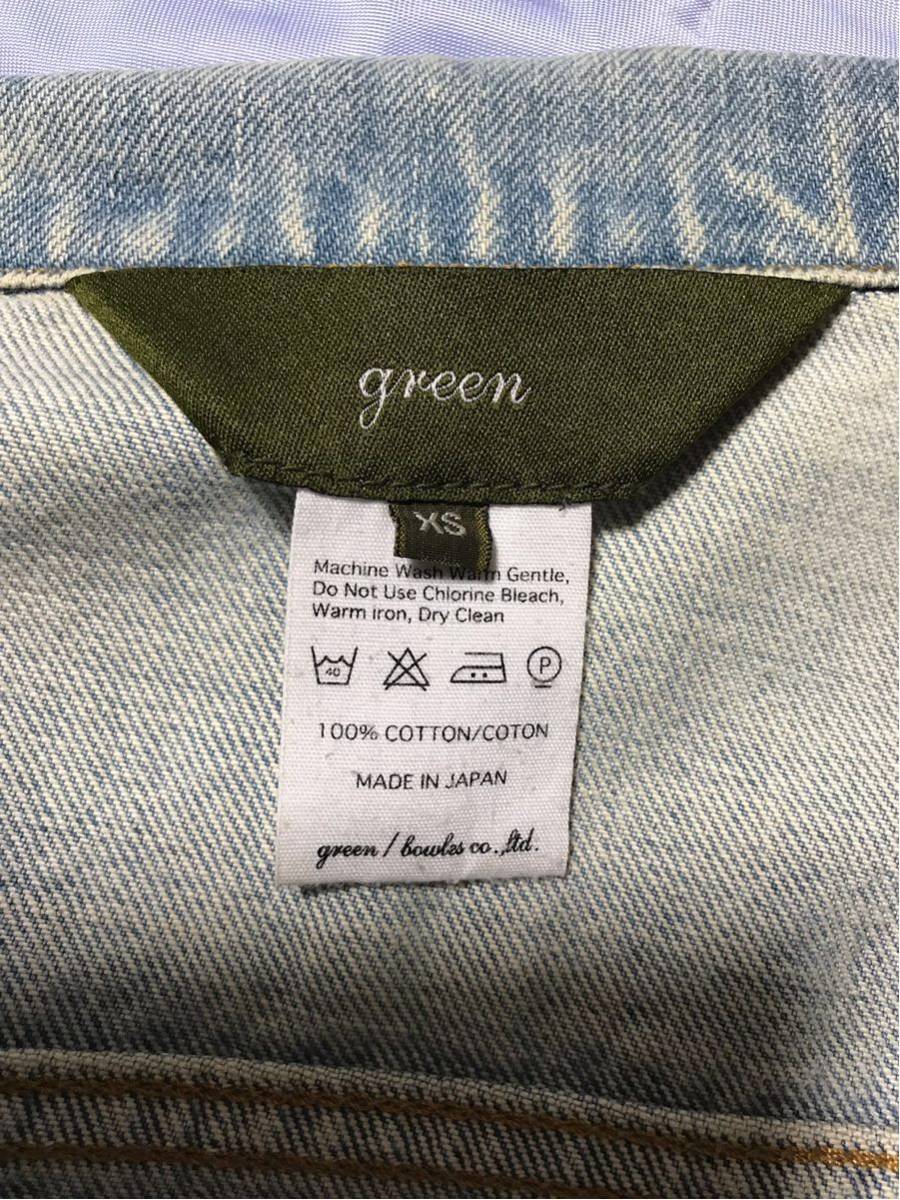 green
XS
Machine Wash Warm Gentle,
Do Not Use Chlorine Bleach,
Warm iron, Dry Clean
40
P
100% COTTON/COTON
MADE IN JAPAN
green / bowles co.,ltd.